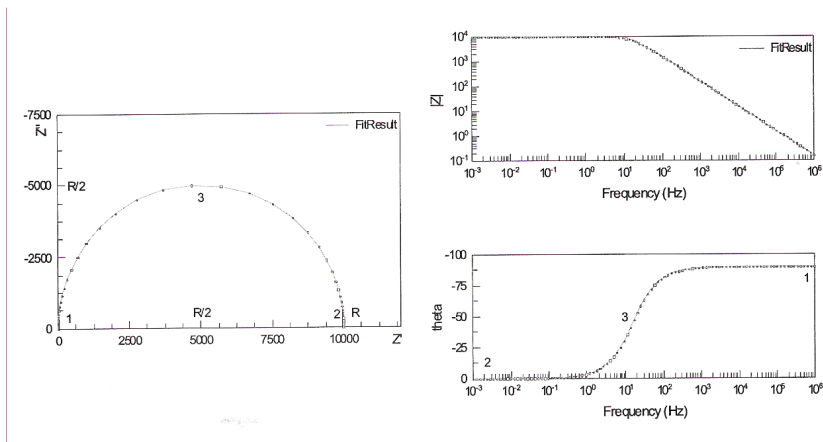 -7500
Z''
FitResult
-5000
R/2
3
-2500
0
1
R/2
2
R
0
2500
5000
7500
10000
Z'
10⁴
10³
10²
10¹
10⁰
10⁻¹
|Z|
FitResult
10⁻³ 10⁻² 10⁻¹ 10⁰ 10¹ 10² 10³ 10⁴ 10⁵ 10⁶
Frequency (Hz)
-100
-75
-50
-25
0
theta
1
3
2
10⁻³ 10⁻² 10⁻¹ 10⁰ 10¹ 10² 10³ 10⁴ 10⁵ 10⁶
Frequency (Hz)